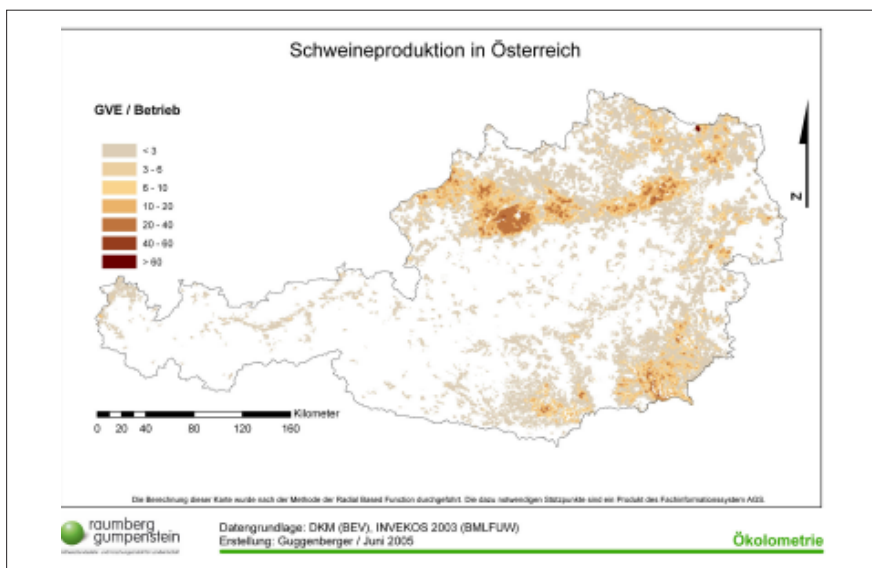 Schweineproduktion in Österreich
GVE / Betrieb
< 3
3 - 6
6 - 10
10 - 20
20 - 40
40 - 60
> 60
N
Kilometer
0 20 40 80 120 160
Die Berechnung dieser Karte wurde nach der Methode der Radial Based Function durchgeführt. Die dazu notwendigen Stützpunkte sind ein Produkt des Fachinformationssystem AGS.
raumberg
gumpenstein
Datengrundlage: DKM (BEV), INVEKOS 2003 (BMLFUW)
Erstellung: Guggenberger / Juni 2005
Ökolometrie